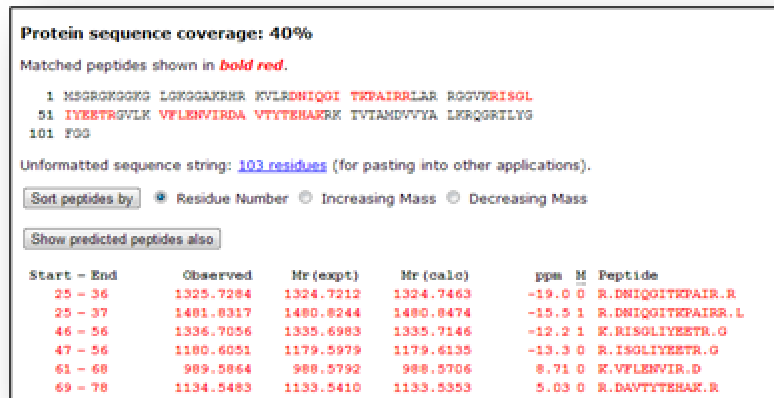 Protein sequence coverage: 40%
Matched peptides shown in bold red.
1 MSGRGKGGKG LGKGGAKRHR KVLRDNIQGI TKPAIRRLAR RGGVKRISGL
51 IYEETRGVLK VFLENVIRDA VTYTEHAKRK TVTAMDVVYA LKRQGRTLYG
101 FGG
Unformatted sequence string: 103 residues (for pasting into other applications).
Sort peptides by Residue Number Increasing Mass Decreasing Mass
Show predicted peptides also
Start - End Observed Mr(expt) Mr(calc) ppm M Peptide
25 - 36 1325.7284 1324.7212 1324.7463 -19.0 0 R.DNIQGITKPAIR.R
25 - 37 1481.8317 1480.8244 1480.8474 -15.5 1 R.DNIQGITKPAIRR.L
46 - 56 1336.7056 1335.6983 1335.7146 -12.2 1 K.RISGLIYEETR.G
47 - 56 1180.6051 1179.5979 1179.6135 -13.3 0 R.ISGLIYEETR.G
61 - 68 989.5864 988.5792 988.5706 8.71 0 K.VFLENVIR.D
69 - 78 1134.5483 1133.5410 1133.5353 5.03 0 R.DAVTYTEHAK.R